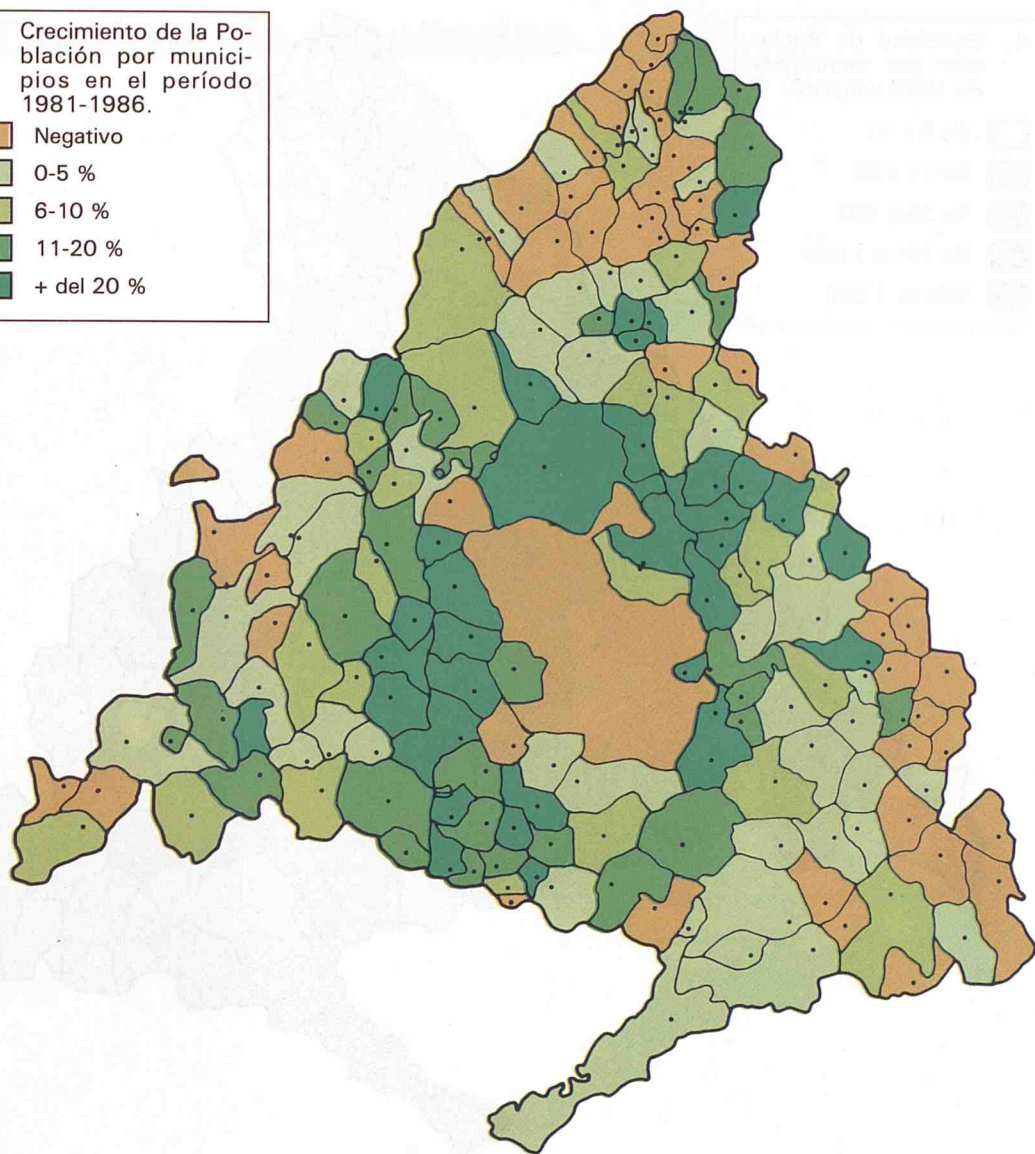 Crecimiento de la Po-
blación por munici-
pios en el período
1981-1986.
Negativo
0-5 %
6-10 %
11-20 %
+ del 20 %